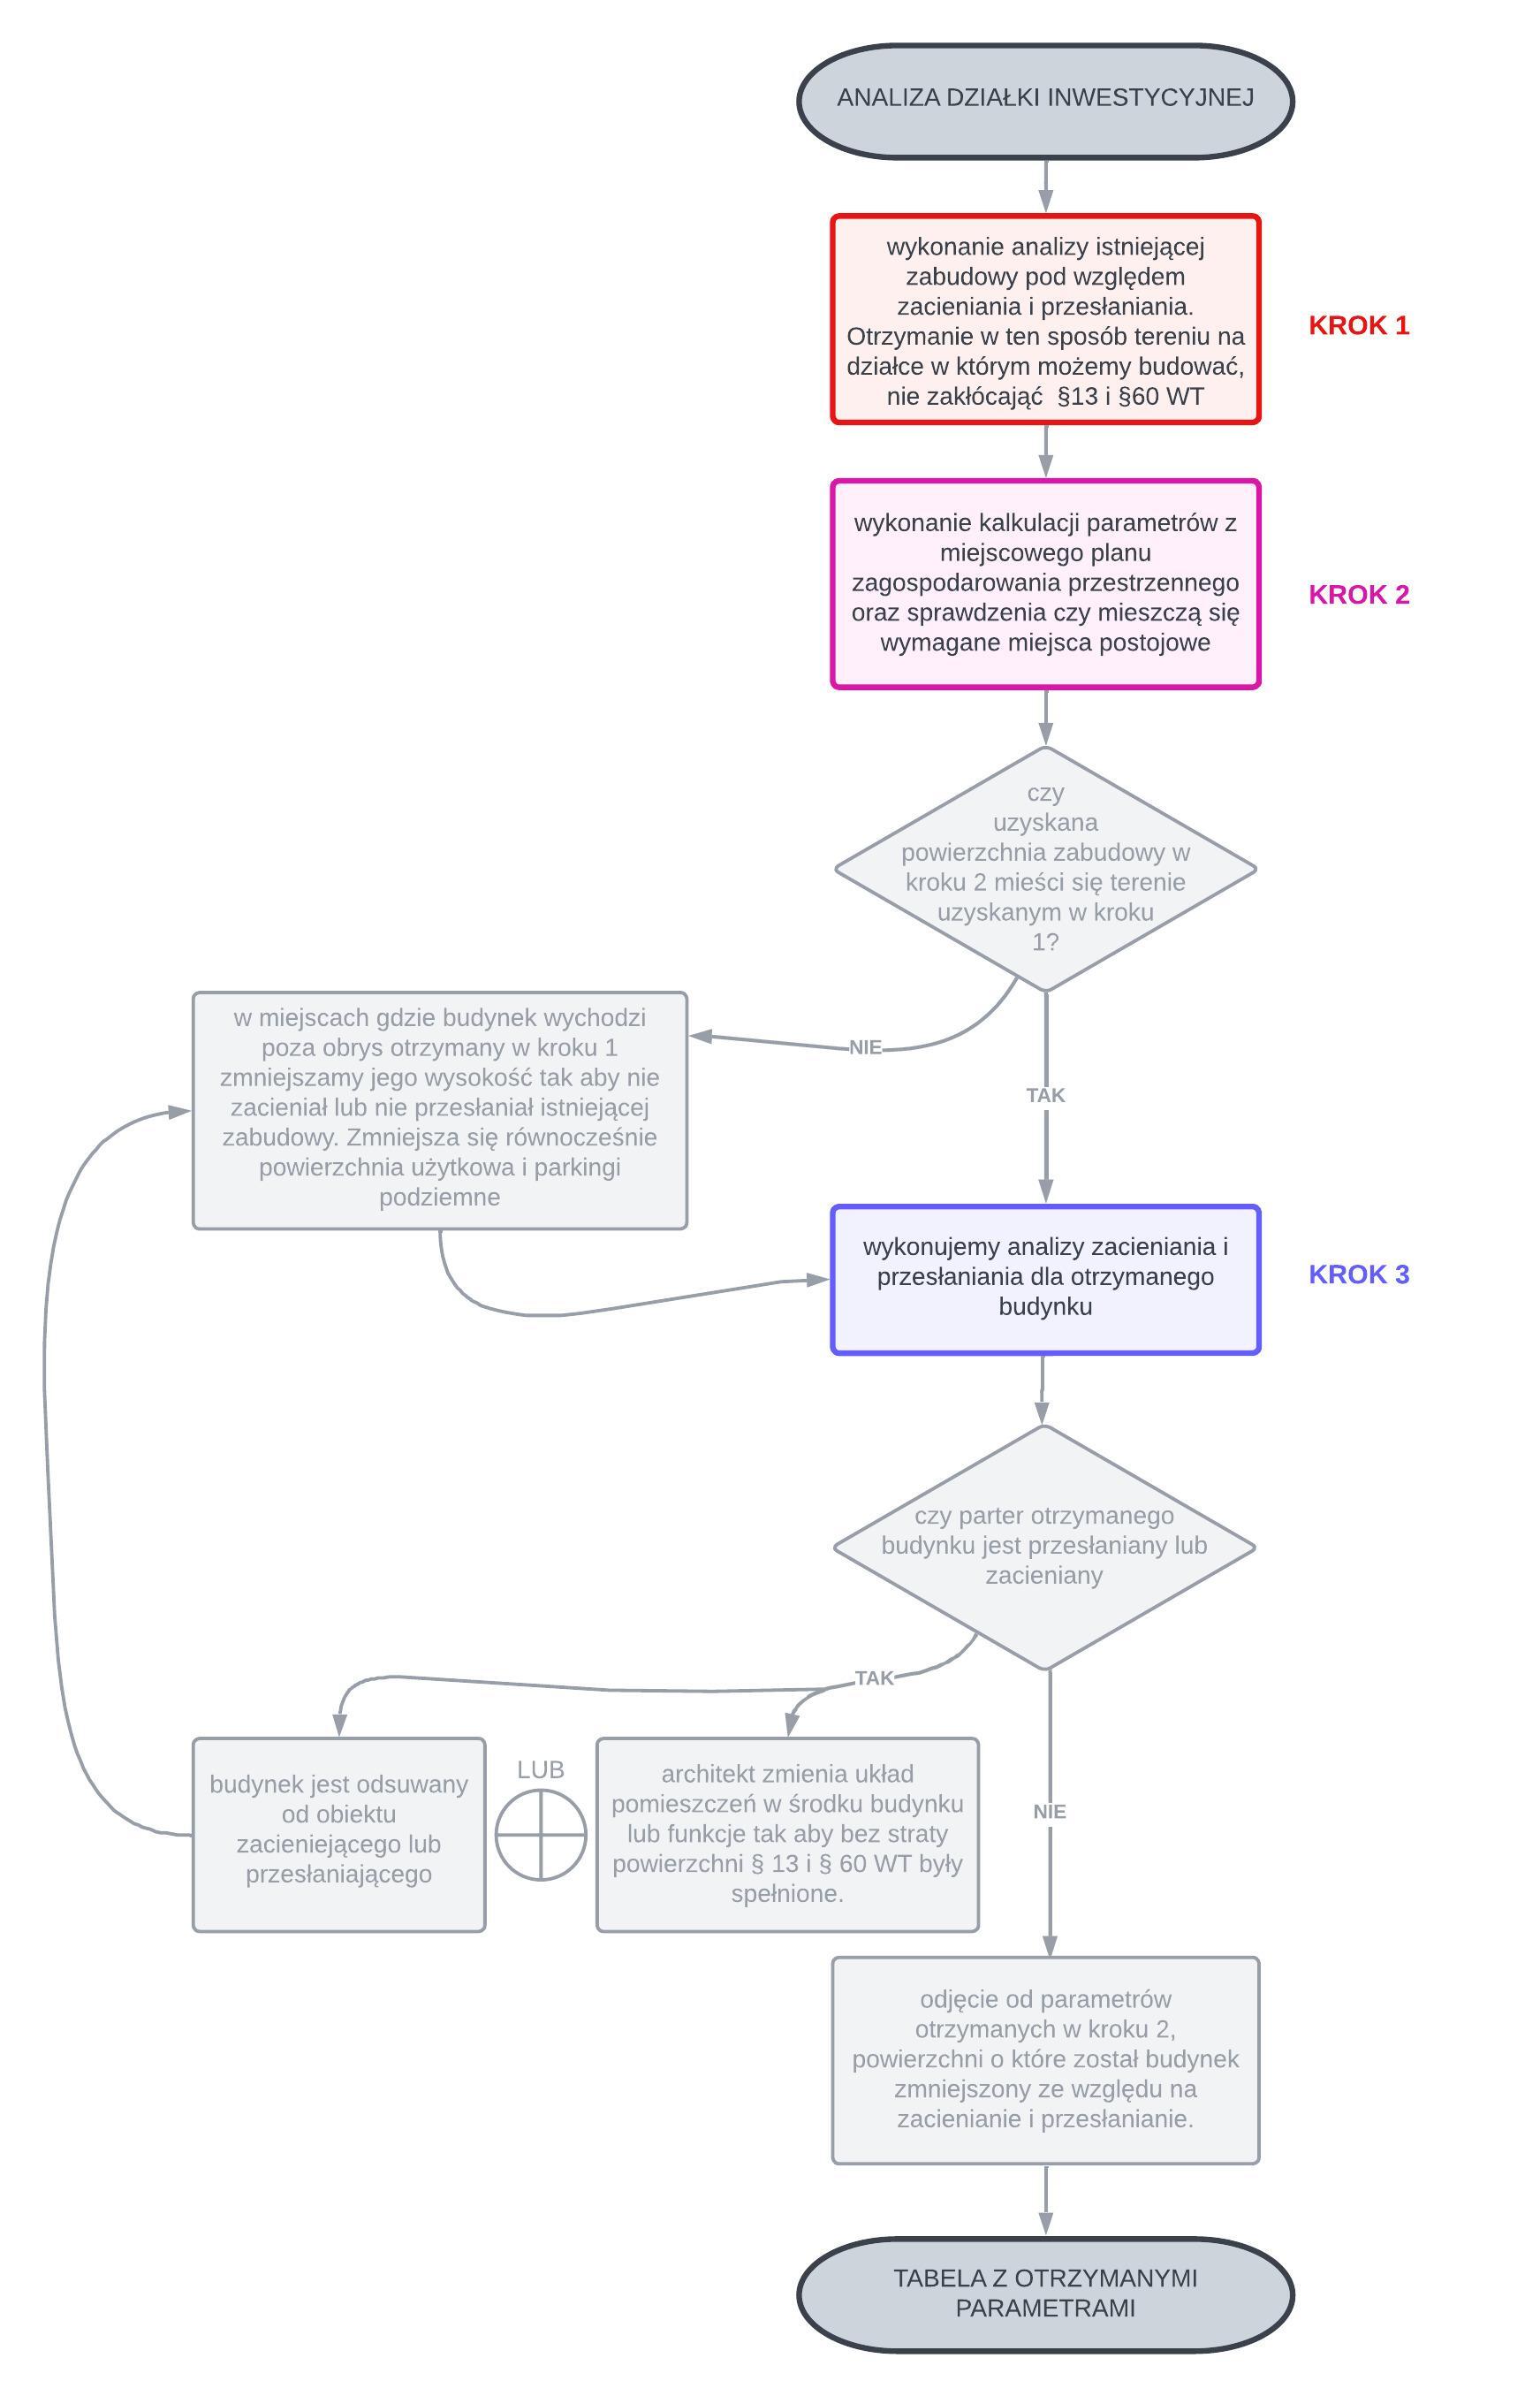 ANALIZA DZIAŁKI INWESTYCYJNEJ
wykonanie analizy istniejącej
zabudowy pod względem
zacieniania i przesłaniania.
Otrzymanie w ten sposób tereniu na
działce w którym możemy budować,
nie zakłócająć  §13 i §60 WT
KROK 1
wykonanie kalkulacji parametrów z
miejscowego planu
zagospodarowania przestrzennego
oraz sprawdzenia czy mieszczą się
wymagane miejsca postojowe
KROK 2
czy
uzyskana
powierzchnia zabudowy w
kroku 2 mieści się terenie
uzyskanym w kroku
1?
NIE
TAK
w miejscach gdzie budynek wychodzi
poza obrys otrzymany w kroku 1
zmniejszamy jego wysokość tak aby nie
zacieniał lub nie przesłaniał istniejącej
zabudowy. Zmniejsza się równocześnie
powierzchnia użytkowa i parkingi
podziemne
wykonujemy analizy zacieniania i
przesłaniania dla otrzymanego
budynku
KROK 3
czy parter otrzymanego
budynku jest przesłaniany lub
zacieniany
TAK
NIE
budynek jest odsuwany
od obiektu
zacieniejącego lub
przesłaniającego
LUB
architekt zmienia układ
pomieszczeń w środku budynku
lub funkcje tak aby bez straty
powierzchni § 13 i § 60 WT były
spełnione.
odjęcie od parametrów
otrzymanych w kroku 2,
powierzchni o które został budynek
zmniejszony ze względu na
zacienianie i przesłanianie.
TABELA Z OTRZYMANYMI
PARAMETRAMI